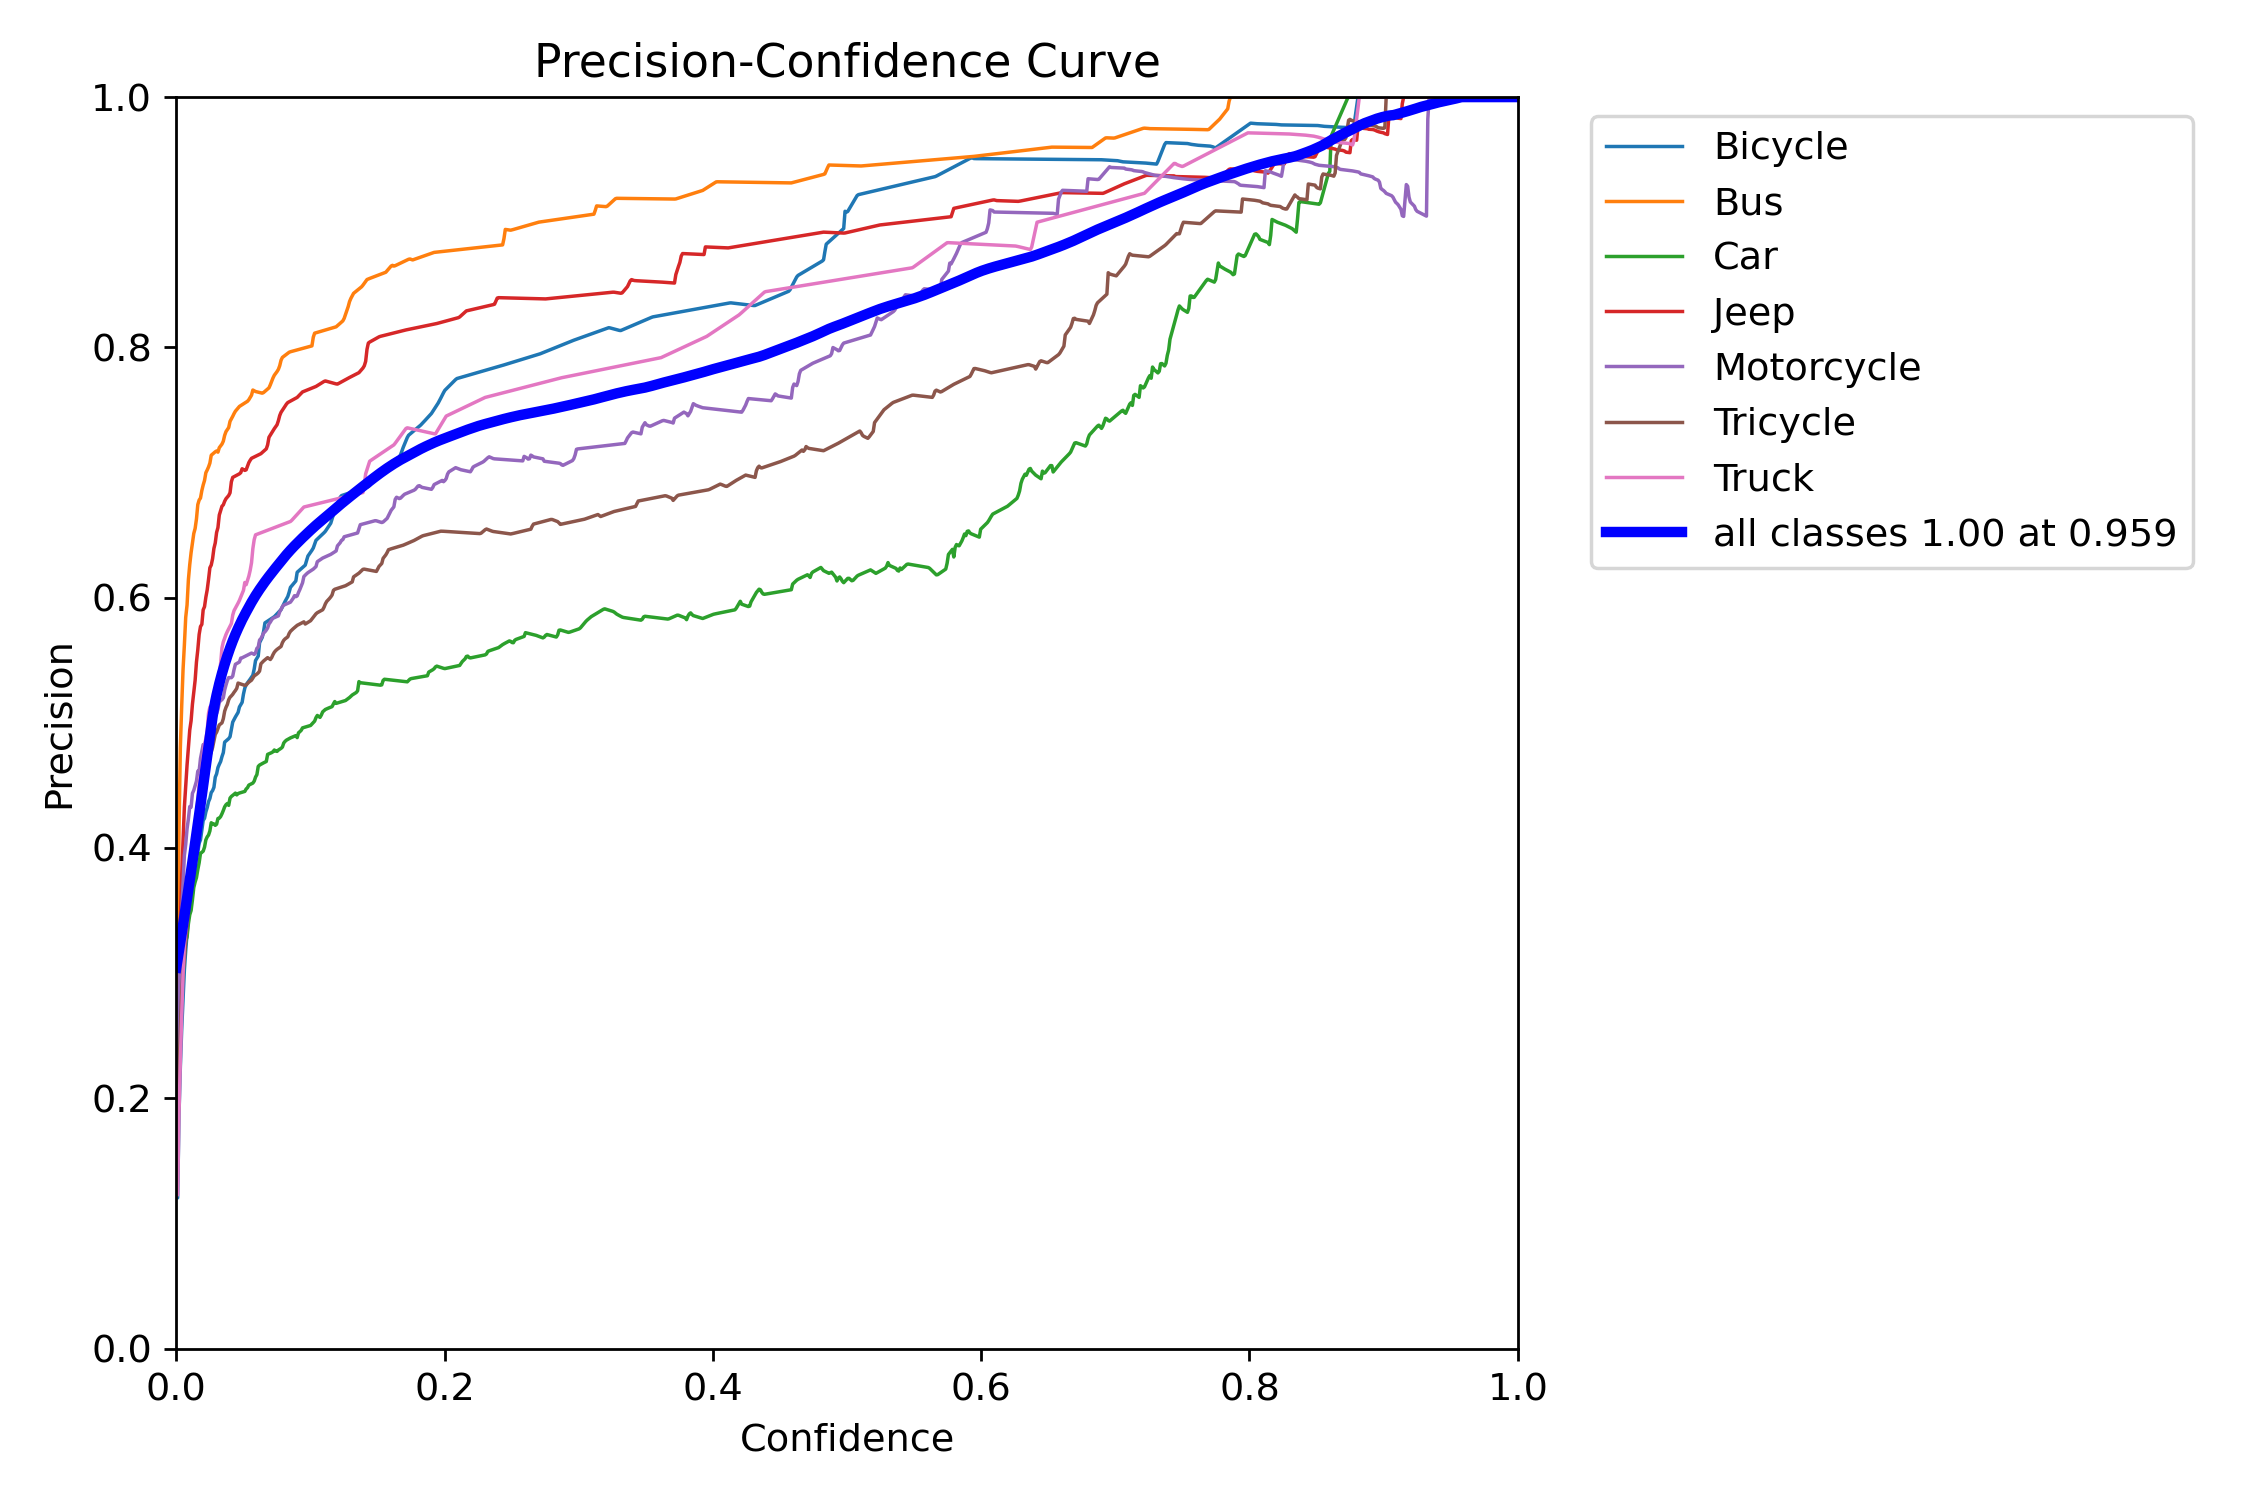 Precision-Confidence Curve
1.0
0.8
0.6
0.4
0.2
0.0
Precision
0.0 0.2 0.4 0.6 0.8 1.0
Confidence
Bicycle
Bus
Car
Jeep
Motorcycle
Tricycle
Truck
all classes 1.00 at 0.959